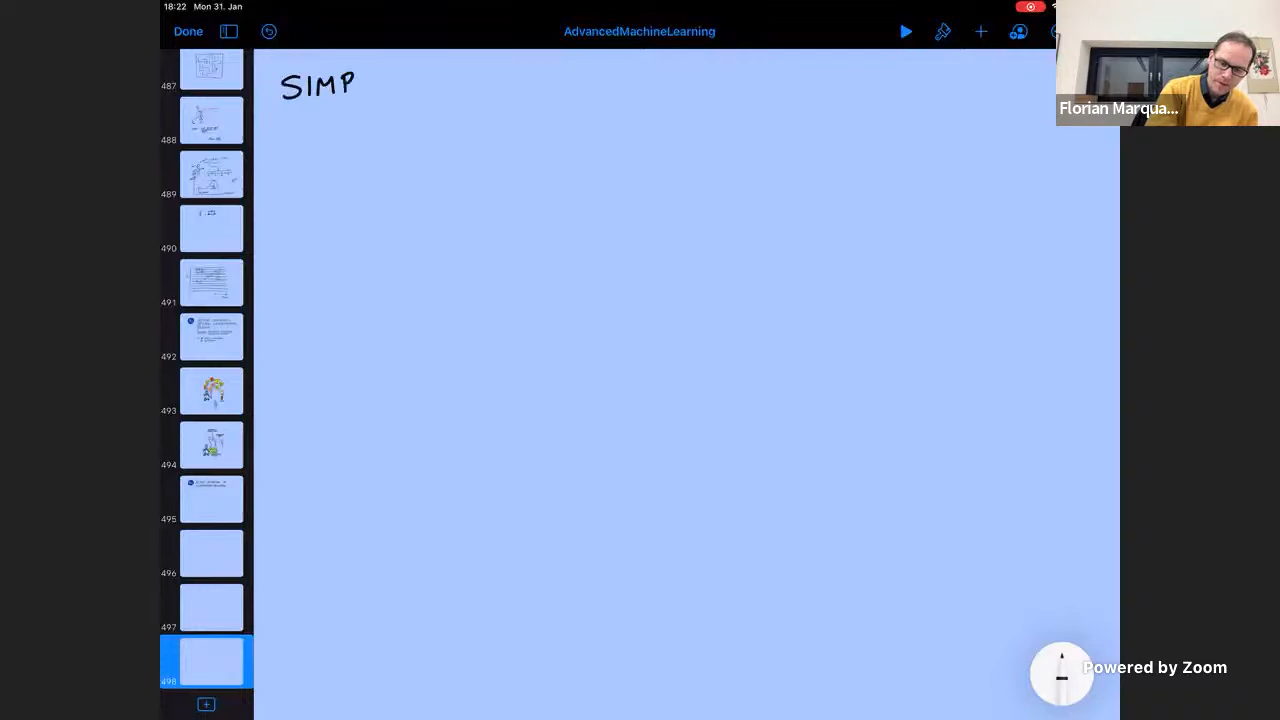 18:22 Mon 31. Jan
Done
AdvancedMachineLearning
Florian Marqua...
SIMP
487
488
489
490
491
492
493
494
495
496
497
498
Powered by Zoom